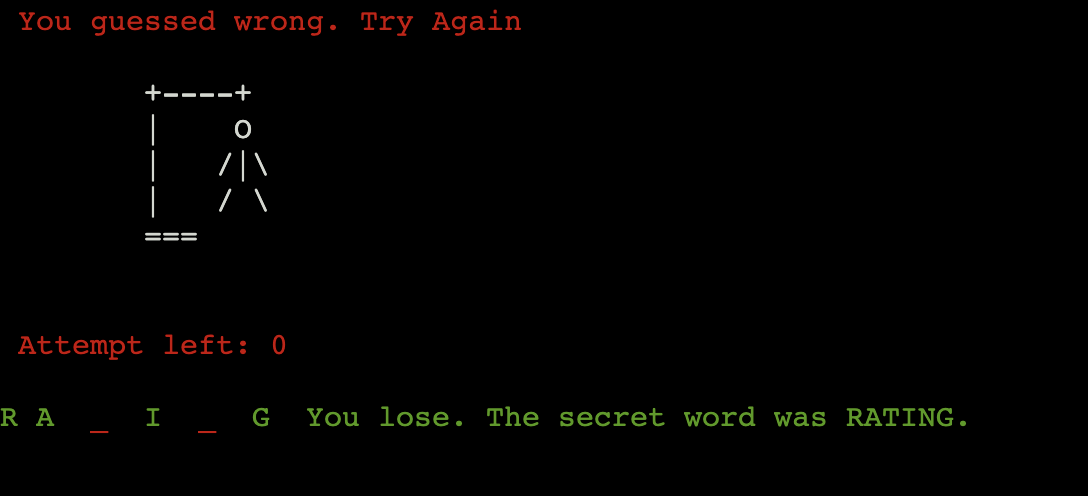 You guessed wrong. Try Again
+----+
|    O
|   /|\
|   / \
===
Attempt left: 0
R A _ I _ G You lose. The secret word was RATING.